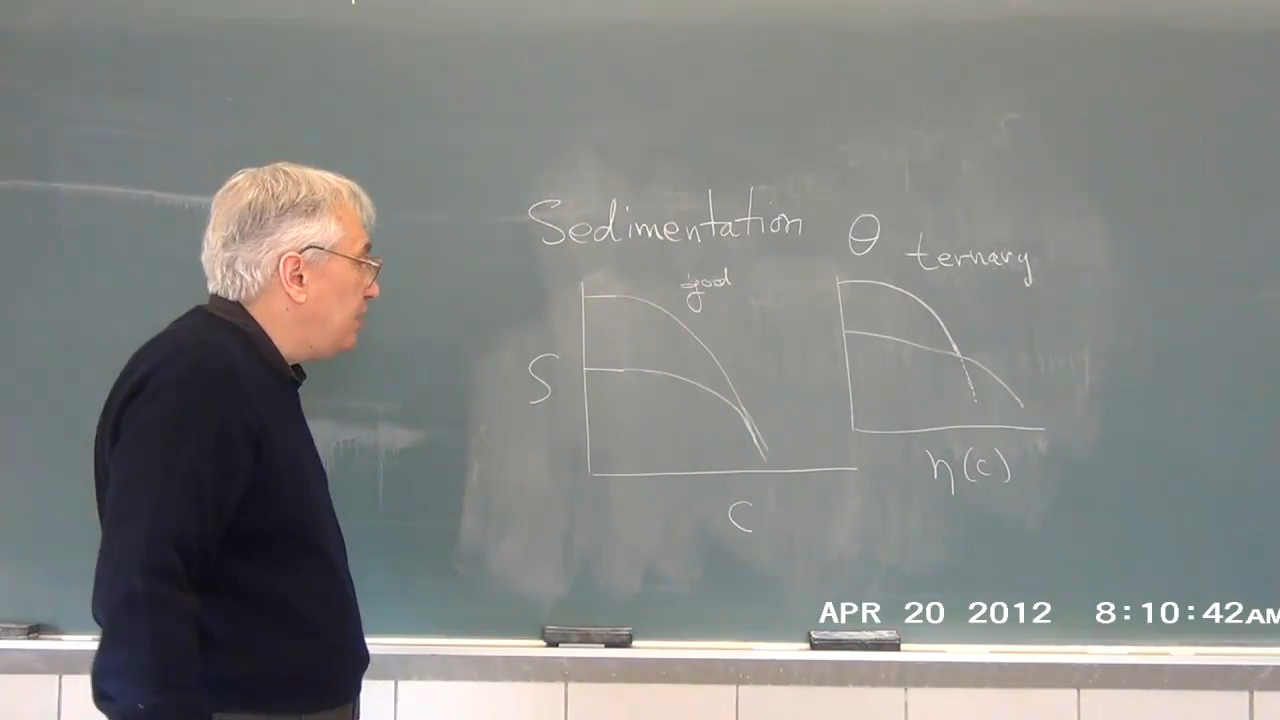 Sedimentation
θ ternary
good
S
C
η(c)
APR 20 2012 8:10:42AM